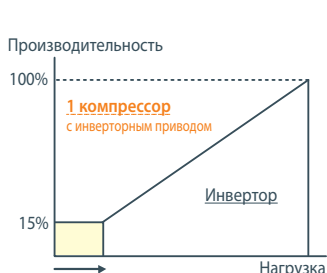 Производительность
100%
1 компрессор
с инверторным приводом
Инвертор
15%
Нагрузка